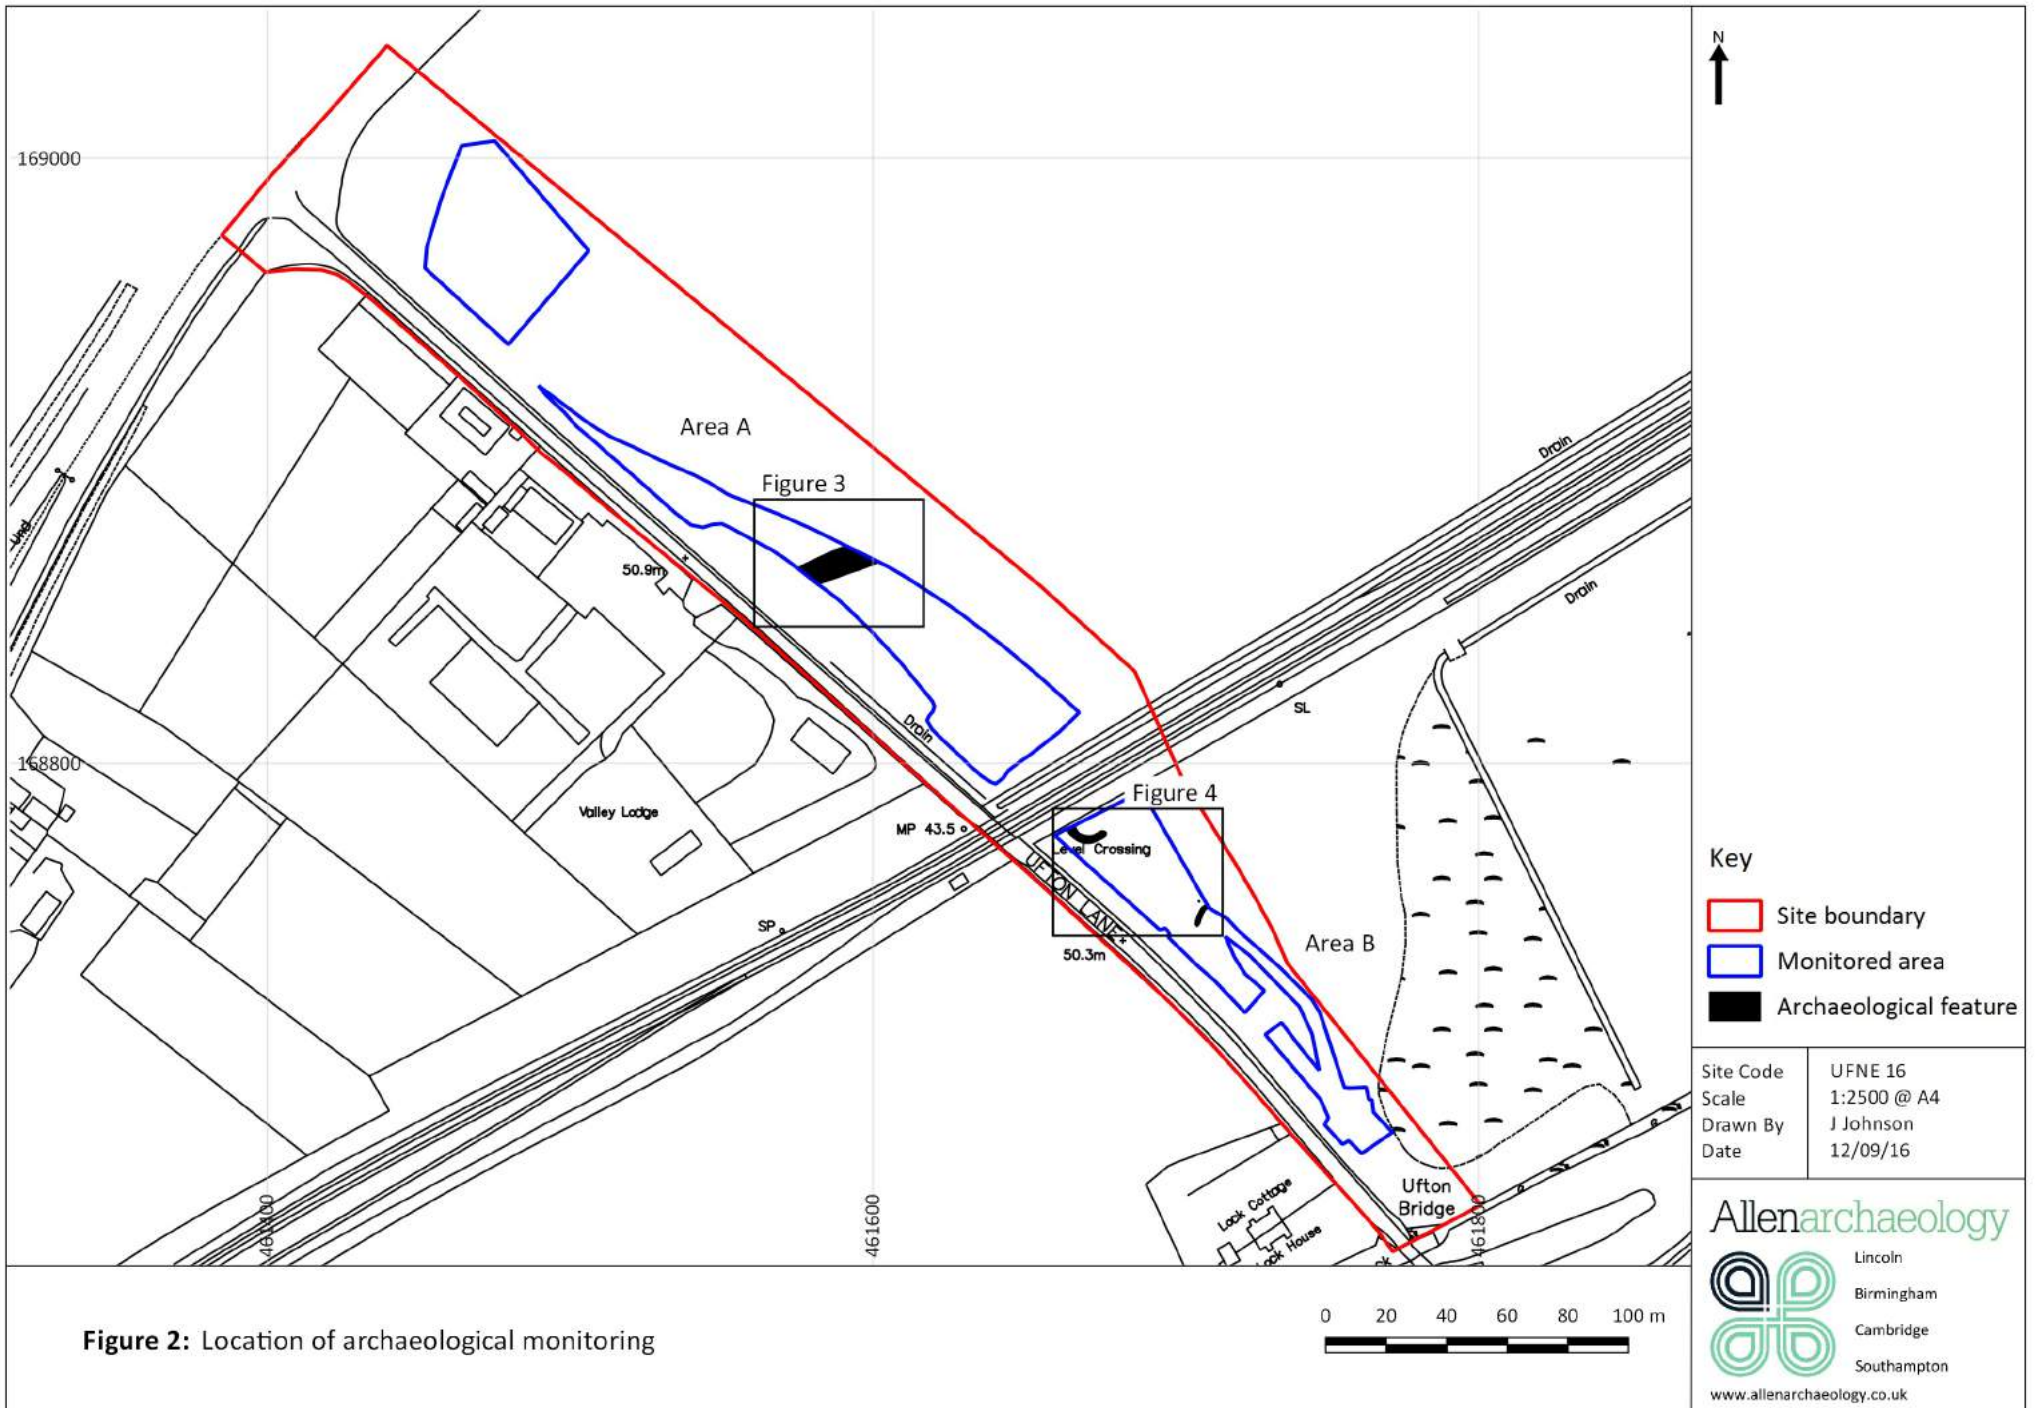 N
169000
Area A
Figure 3
Drain
Und
50.9m
Drain
SL
Drain
168800
Figure 4
Valley Lodge
MP 43.5
Level Crossing
UFTON LANE
SP
50.3m
Area B
Ufton
Bridge
Lock Cottage
Lock House
461400
461600
461800
Key
Site boundary
Monitored area
Archaeological feature
Site Code UFNE 16
Scale 1:2500 @ A4
Drawn By J Johnson
Date 12/09/16
Allenarchaeology
Lincoln
Birmingham
Cambridge
Southampton
www.allenarchaeology.co.uk
0 20 40 60 80 100 m
Figure 2: Location of archaeological monitoring